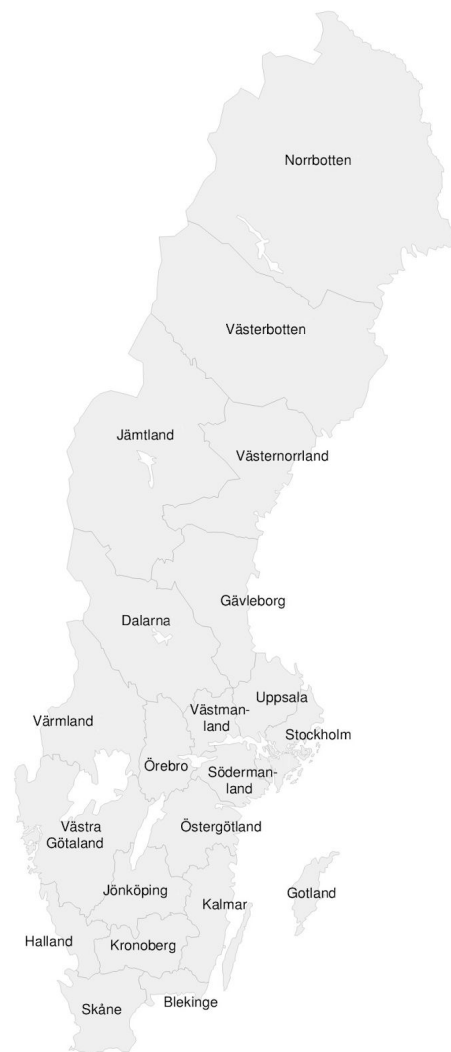 Norrbotten
Västerbotten
Jämtland
Västernorrland
Gävleborg
Dalarna
Uppsala
Västman-
land
Värmland
Stockholm
Örebro
Söderman-
land
Västra
Götaland
Östergötland
Jönköping
Gotland
Kalmar
Halland
Kronoberg
Blekinge
Skåne